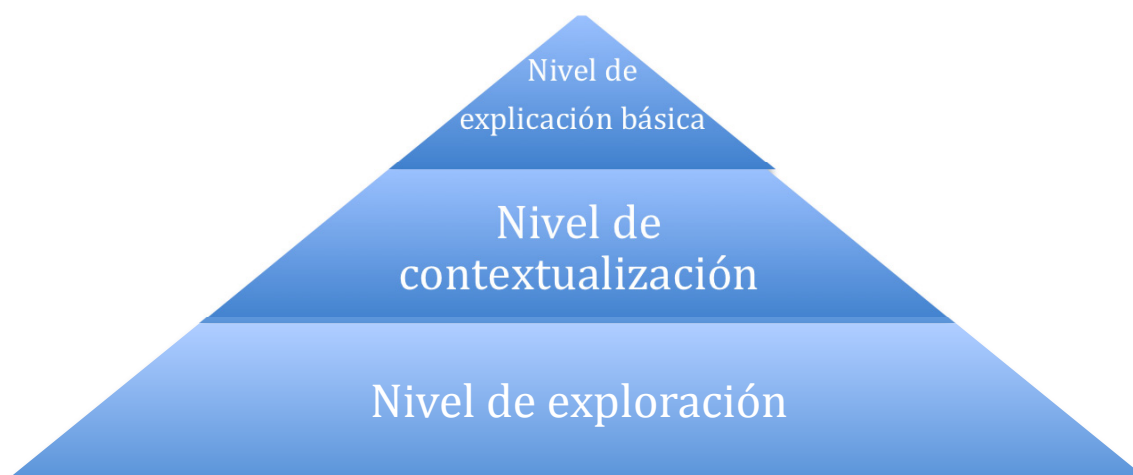 Nivel de
explicación básica
Nivel de
contextualización
Nivel de exploración